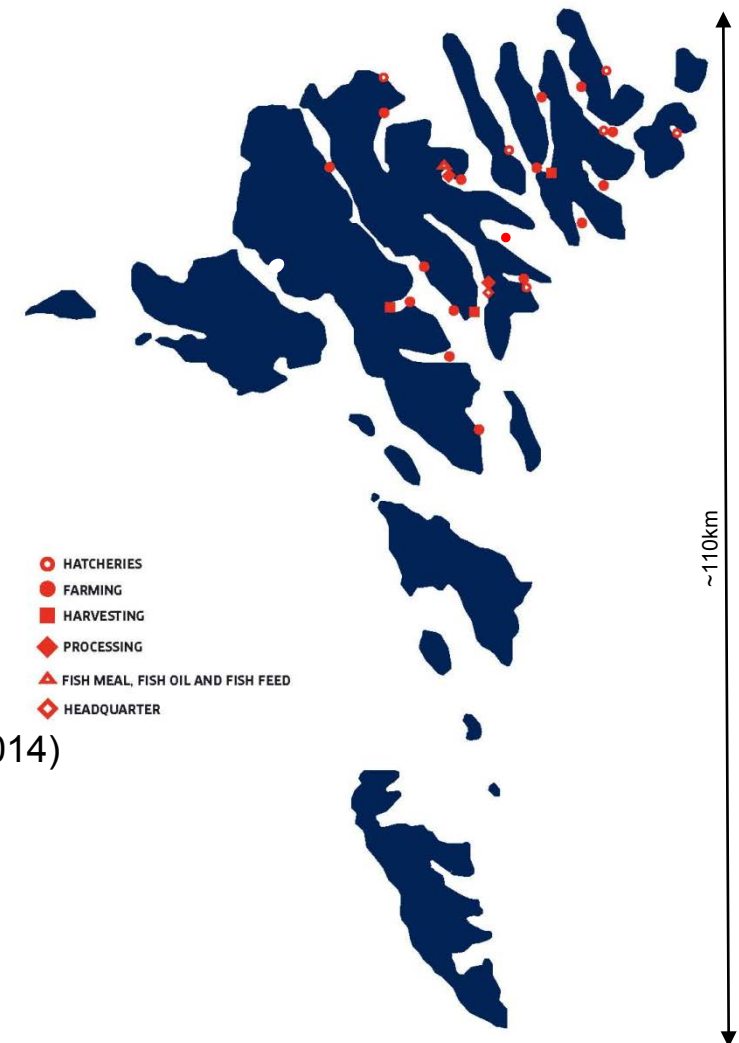 ~110km
HATCHERIES
FARMING
HARVESTING
PROCESSING
FISH MEAL, FISH OIL AND FISH FEED
HEADQUARTER
014)